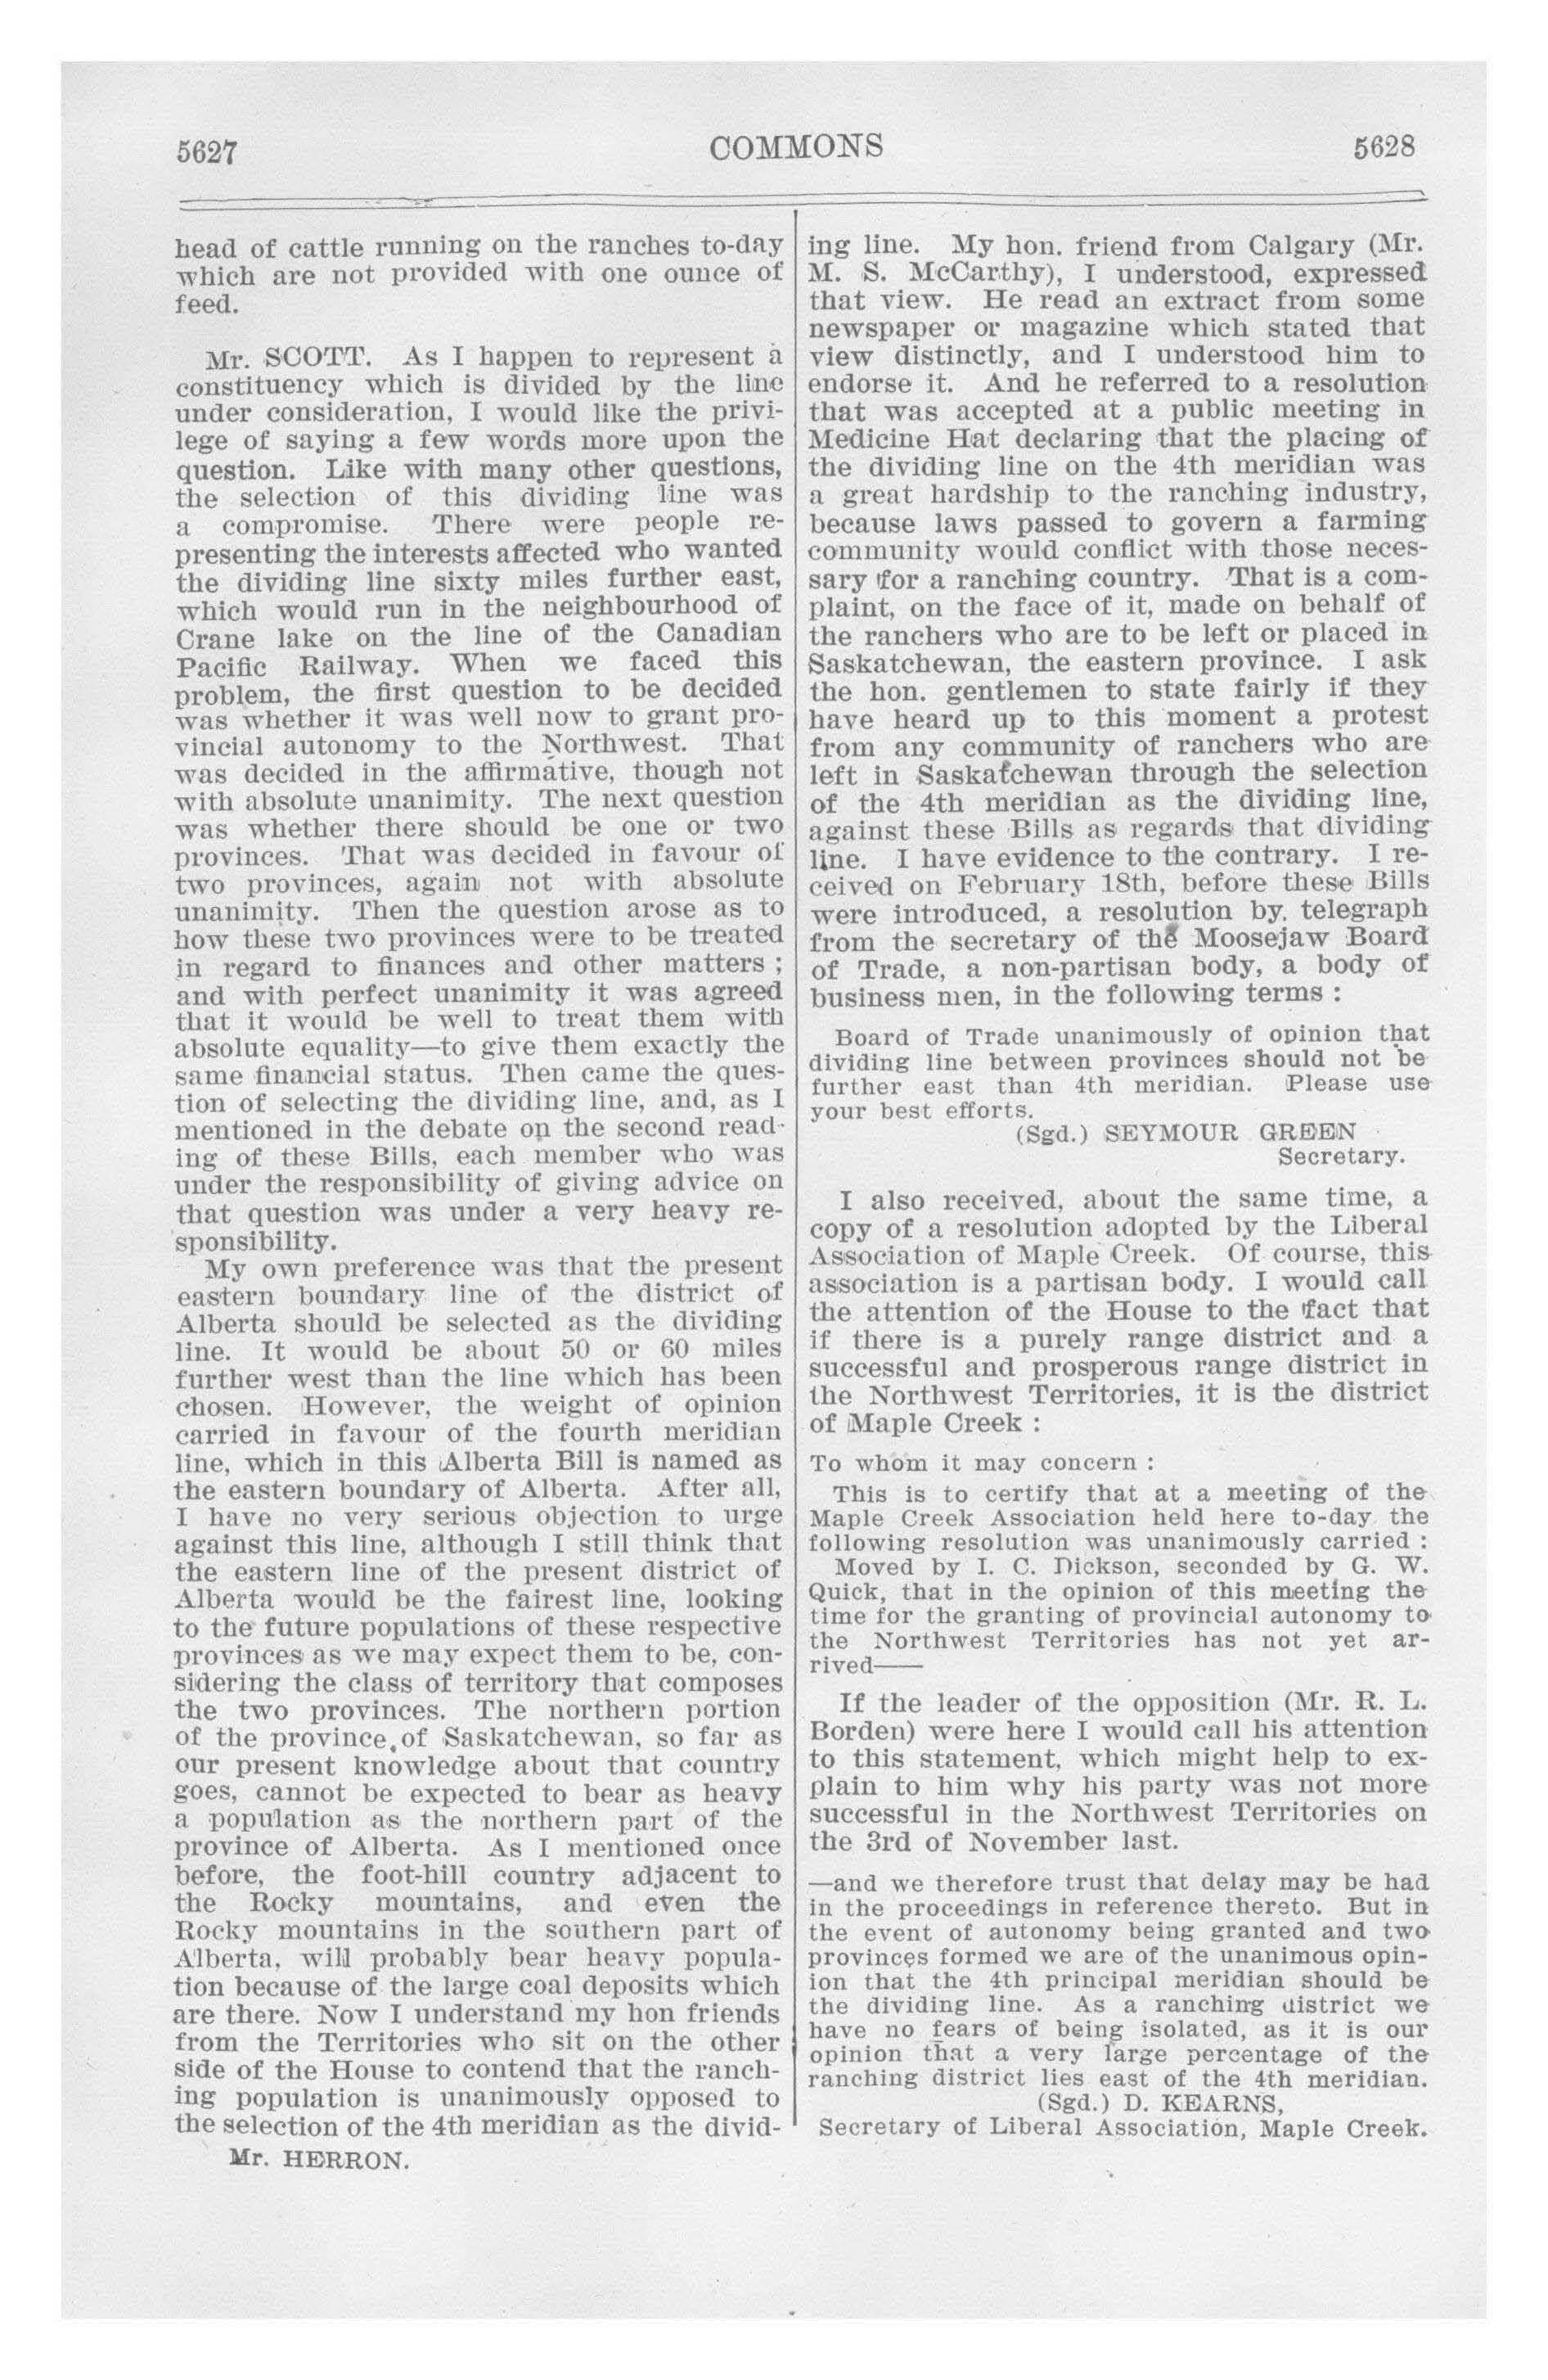 5627
COMMONS
5628
head of cattle running on the ranches to-day
which are not provided with one ounce of
feed.
Mr. SCOTT. As I happen to represent a
constituency which is divided by the line
under consideration, I would like the privi-
lege of saying a few words more upon the
question. Like with many other questions,
the selection of this dividing line was
a compromise. There were people re-
presenting the interests affected who wanted
the dividing line sixty miles further east,
which would run in the neighbourhood of
Crane lake on the line of the Canadian
Pacific Railway. When we faced this
problem, the first question to be decided
was whether it was well now to grant pro-
vincial autonomy to the Northwest. That
was decided in the affirmative, though not
with absolute unanimity. The next question
was whether there should be one or two
provinces. That was decided in favour of
two provinces, again not with absolute
unanimity. Then the question arose as to
how these two provinces were to be treated
in regard to finances and other matters ;
and with perfect unanimity it was agreed
that it would be well to treat them with
absolute equality—to give them exactly the
same financial status. Then came the ques-
tion of selecting the dividing line, and, as I
mentioned in the debate on the second read-
ing of these Bills, each member who was
under the responsibility of giving advice on
that question was under a very heavy re-
sponsibility.
My own preference was that the present
eastern boundary line of the district of
Alberta should be selected as the dividing
line. It would be about 50 or 60 miles
further west than the line which has been
chosen. However, the weight of opinion
carried in favour of the fourth meridian
line, which in this Alberta Bill is named as
the eastern boundary of Alberta. After all,
I have no very serious objection to urge
against this line, although I still think that
the eastern line of the present district of
Alberta would be the fairest line, looking
to the future populations of these respective
provinces as we may expect them to be, con-
sidering the class of territory that composes
the two provinces. The northern portion
of the province of Saskatchewan, so far as
our present knowledge about that country
goes, cannot be expected to bear as heavy
a population as the northern part of the
province of Alberta. As I mentioned once
before, the foot-hill country adjacent to
the Rocky mountains, and even the
Rocky mountains in the southern part of
Alberta, will probably bear heavy popula-
tion because of the large coal deposits which
are there. Now I understand my hon friends
from the Territories who sit on the other
side of the House to contend that the ranch-
ing population is unanimously opposed to
the selection of the 4th meridian as the divid-
Mr. HERRON.
ing line. My hon. friend from Calgary (Mr.
M. S. McCarthy), I understood, expressed
that view. He read an extract from some
newspaper or magazine which stated that
view distinctly, and I understood him to
endorse it. And he referred to a resolution
that was accepted at a public meeting in
Medicine Hat declaring that the placing of
the dividing line on the 4th meridian was
a great hardship to the ranching industry,
because laws passed to govern a farming
community would conflict with those neces-
sary for a ranching country. That is a com-
plaint, on the face of it, made on behalf of
the ranchers who are to be left or placed in
Saskatchewan, the eastern province. I ask
the hon. gentlemen to state fairly if they
have heard up to this moment a protest
from any community of ranchers who are
left in Saskatchewan through the selection
of the 4th meridian as the dividing line,
against these Bills as regards that dividing
line. I have evidence to the contrary. I re-
ceived on February 18th, before these Bills
were introduced, a resolution by telegraph
from the secretary of the Moosejaw Board
of Trade, a non-partisan body, a body of
business men, in the following terms :
Board of Trade unanimously of opinion that
dividing line between provinces should not be
further east than 4th meridian. Please use
your best efforts.
(Sgd.) SEYMOUR GREEN
Secretary.
I also received, about the same time, a
copy of a resolution adopted by the Liberal
Association of Maple Creek. Of course, this
association is a partisan body. I would call
the attention of the House to the fact that
if there is a purely range district and a
successful and prosperous range district in
the Northwest Territories, it is the district
of Maple Creek :
To whom it may concern :
This is to certify that at a meeting of the
Maple Creek Association held here to-day the
following resolution was unanimously carried :
Moved by I. C. Dickson, seconded by G. W.
Quick, that in the opinion of this meeting the
time for the granting of provincial autonomy to
the Northwest Territories has not yet ar-
rived——
If the leader of the opposition (Mr. R. L.
Borden) were here I would call his attention
to this statement, which might help to ex-
plain to him why his party was not more
successful in the Northwest Territories on
the 3rd of November last.
—and we therefore trust that delay may be had
in the proceedings in reference thereto. But in
the event of autonomy being granted and two
provinces formed we are of the unanimous opin-
ion that the 4th principal meridian should be
the dividing line. As a ranching district we
have no fears of being isolated, as it is our
opinion that a very large percentage of the
ranching district lies east of the 4th meridian.
(Sgd.) D. KEARNS,
Secretary of Liberal Association, Maple Creek.